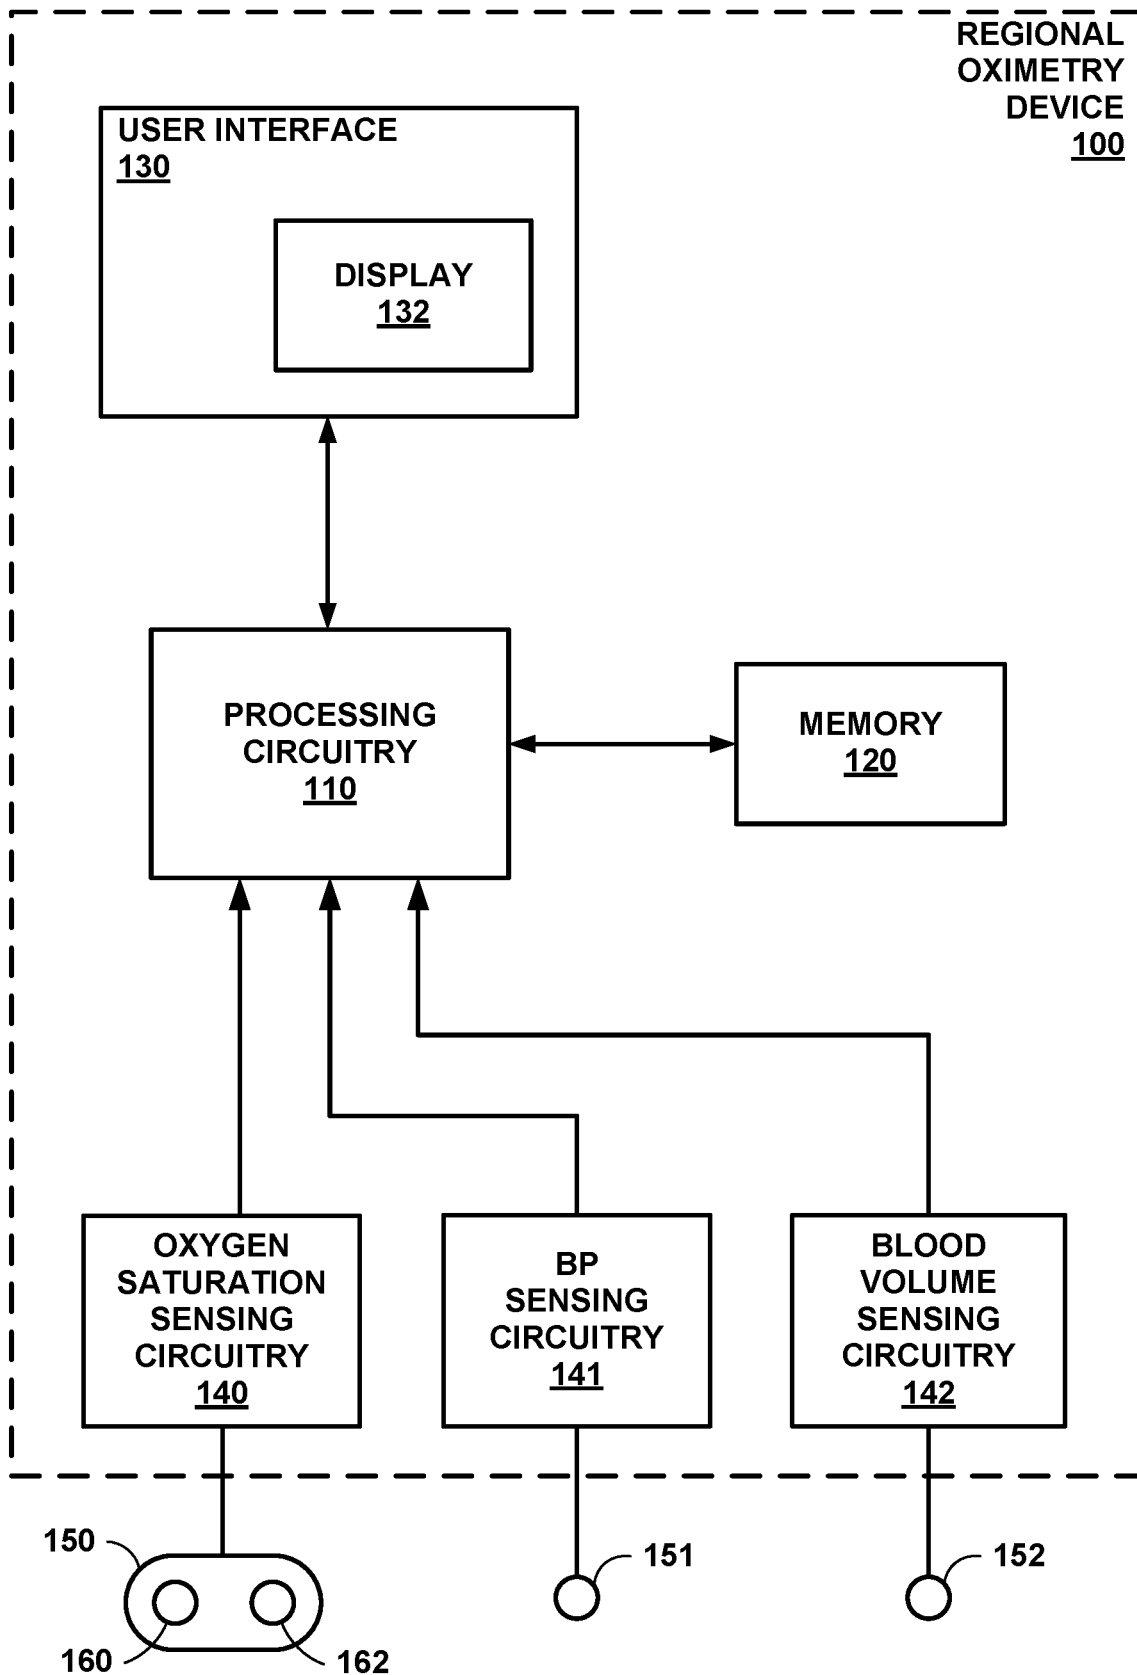 REGIONAL
OXIMETRY
DEVICE
100
USER INTERFACE
130
DISPLAY
132
PROCESSING
CIRCUITRY
110
MEMORY
120
OXYGEN
SATURATION
SENSING
CIRCUITRY
140
BP
SENSING
CIRCUITRY
141
BLOOD
VOLUME
SENSING
CIRCUITRY
142
150
151
152
160
162